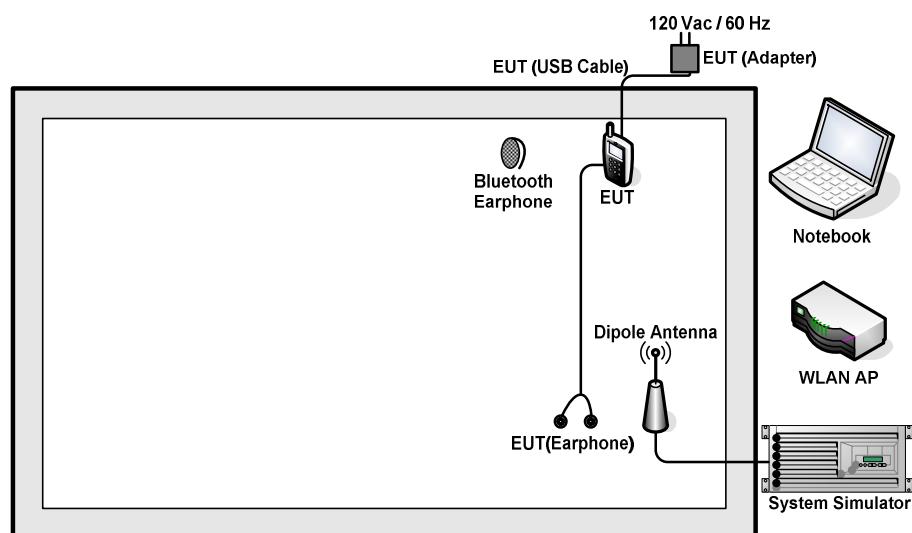 120 Vac / 60 Hz
EUT (Adapter)
EUT (USB Cable)
Bluetooth
Earphone
EUT
Notebook
Dipole Antenna
WLAN AP
EUT(Earphone)
System Simulator